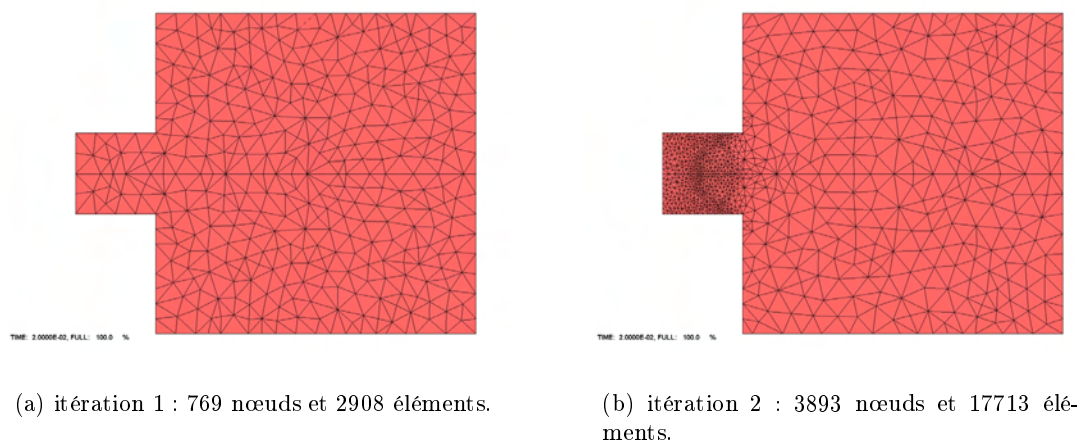 TIME: 2.0000E-02, FULL: 100.0 %
TIME: 2.0000E-02, FULL: 100.0 %
(a) itération 1 : 769 nœuds et 2908 éléments.
(b) itération 2 : 3893 nœuds et 17713 élé-
ments.